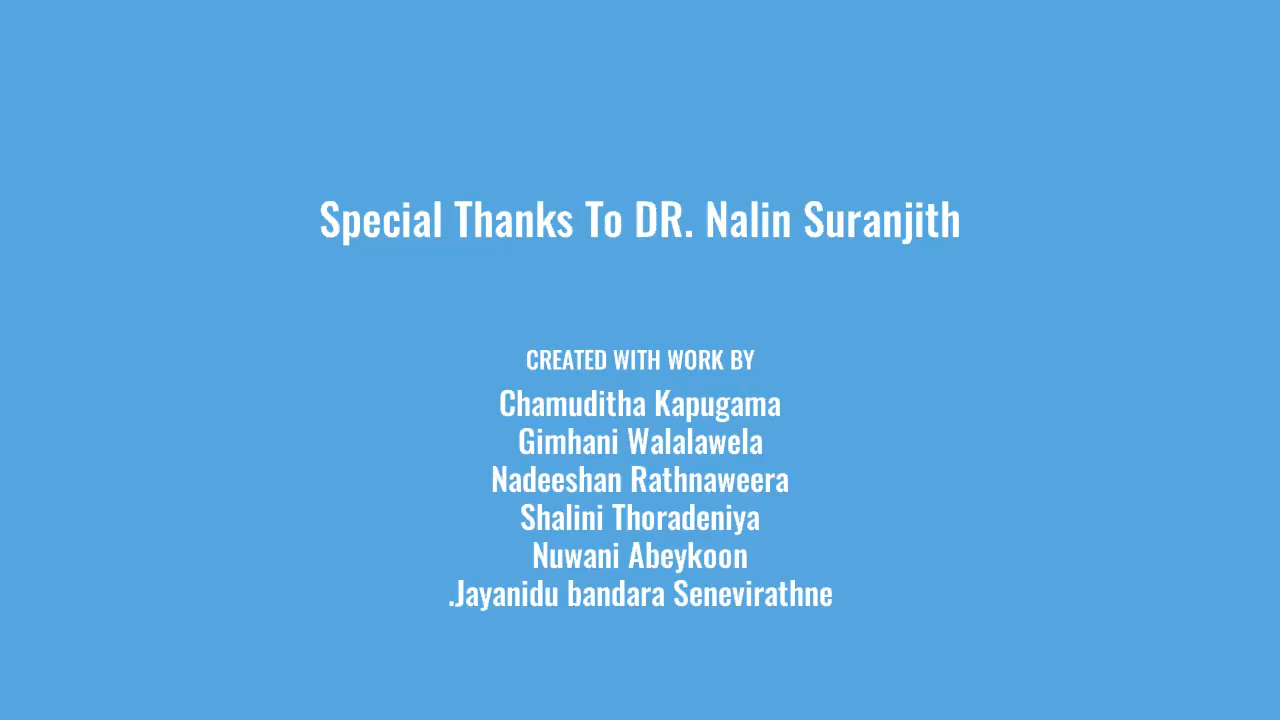 Special Thanks To DR. Nalin Suranjith
CREATED WITH WORK BY
Chamuditha Kapugama
Gimhani Walalawela
Nadeeshan Rathnaweera
Shalini Thoradeniya
Nuwani Abeykoon
.Jayanidu bandara Senevirathne